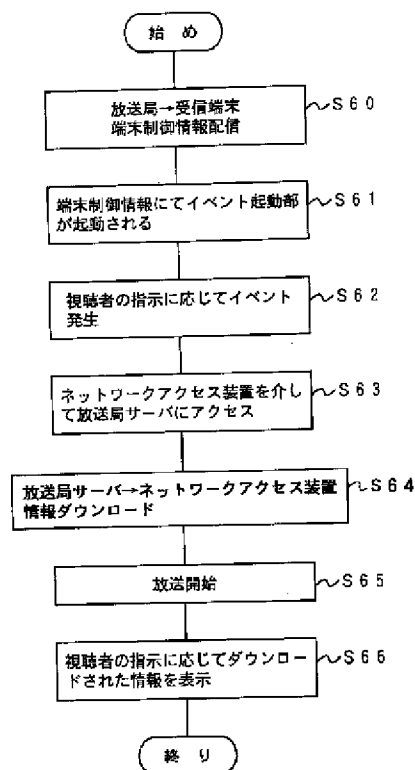 始め
放送局→受信端末
端末制御情報配信
S60
端末制御情報にてイベント起動部
が起動される
S61
視聴者の指示に応じてイベント
発生
S62
ネットワークアクセス装置を介し
て放送局サーバにアクセス
S63
放送局サーバ→ネットワークアクセス装置
情報ダウンロード
S64
放送開始
S65
視聴者の指示に応じてダウンロー
ドされた情報を表示
S66
終り